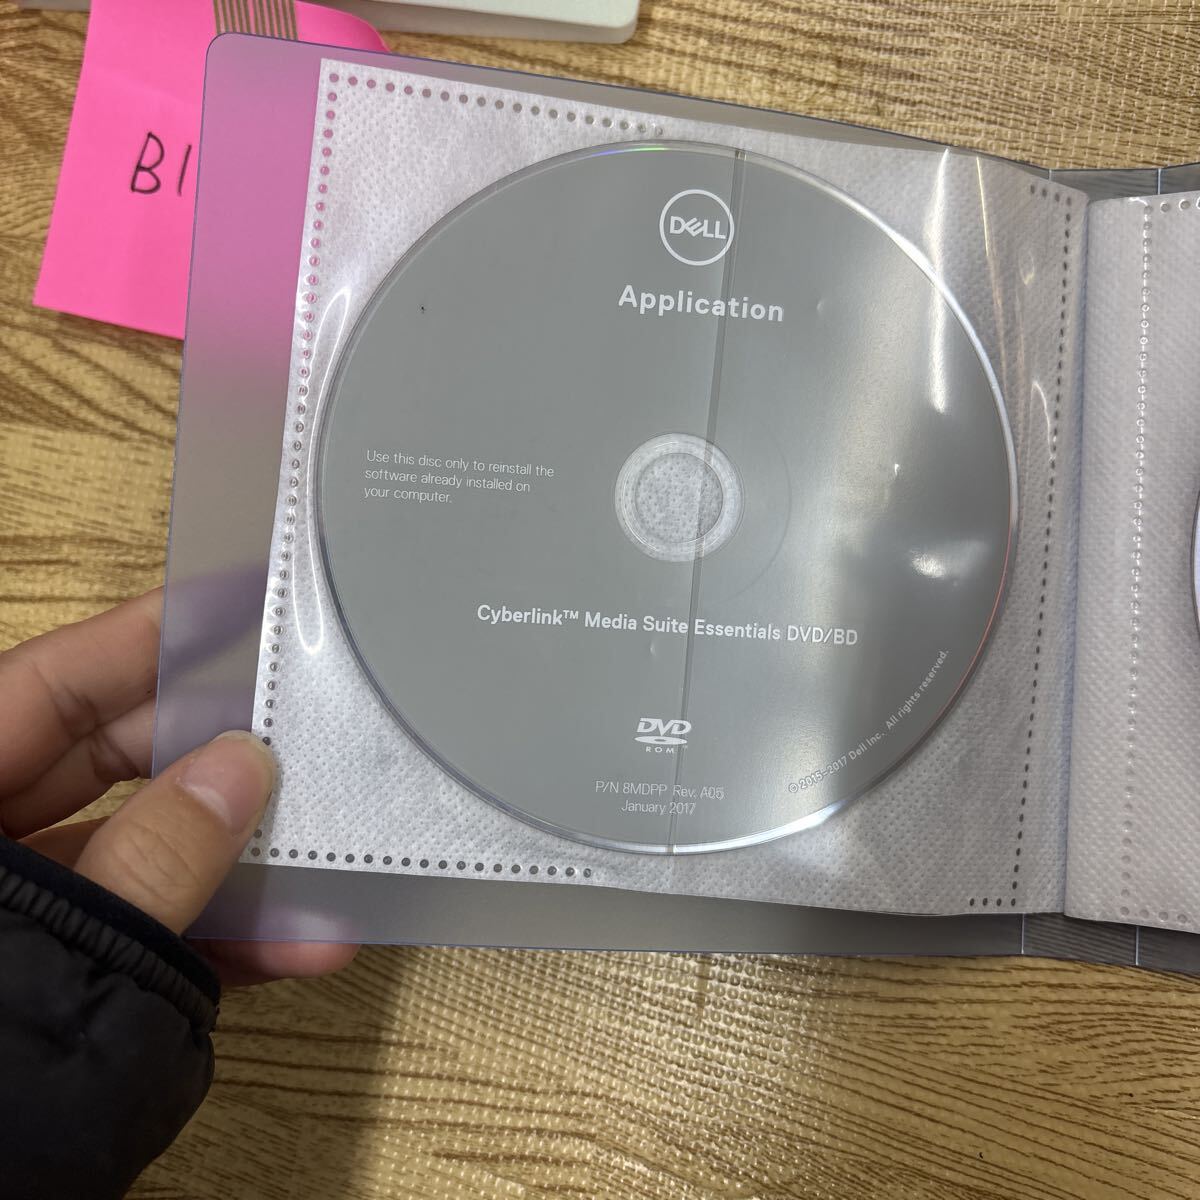 B1
DELL
Application
Use this disc only to reinstall the
software already installed on
your computer.
Cyberlink™ Media Suite Essentials DVD/BD
DVD
ROM
P/N 8MDPP Rev. A05
January 2017
© 2015-2017 Dell Inc. All rights reserved.